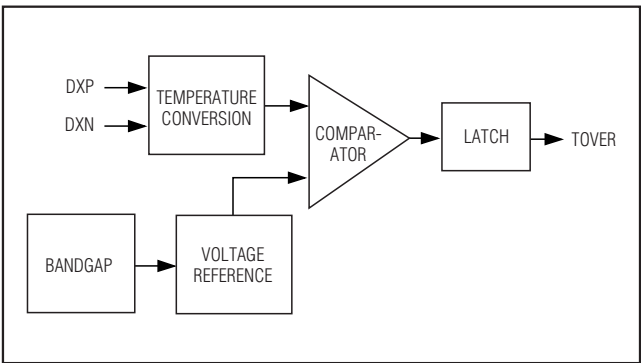 DXP
DXN
TEMPERATURE
CONVERSION
COMPAR-
ATOR
LATCH
TOVER
BANDGAP
VOLTAGE
REFERENCE